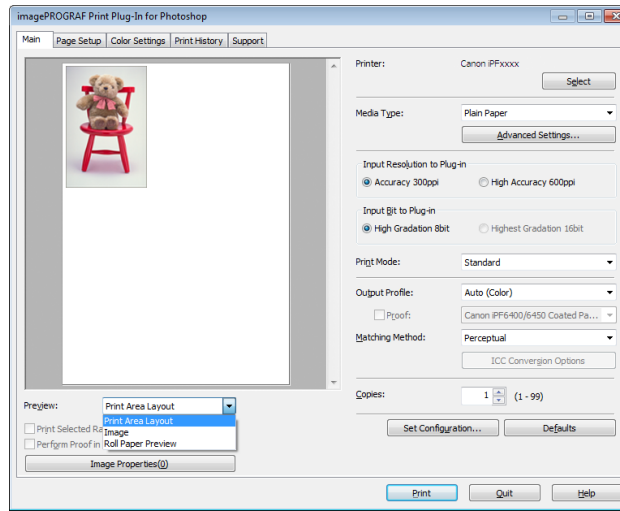 imagePROGRAF Print Plug-In for Photoshop
Main Page Setup Color Settings Print History Support
Printer: Canon iPFxxxx
Select
Media Type: Plain Paper
Advanced Settings...
Input Resolution to Plug-in
Accuracy 300ppi High Accuracy 600ppi
Input Bit to Plug-in
High Gradation 8bit Highest Gradation 16bit
Print Mode: Standard
Output Profile: Auto (Color)
Proof: Canon iPF6400/6450 Coated Pa...
Matching Method: Perceptual
ICC Conversion Options
Copies: 1 (1 - 99)
Set Configuration... Defaults
Preview: Print Area Layout
Print Area Layout
Image
Roll Paper Preview
Print Selected Ra
Perform Proof in
Image Properties(0)
Print Quit Help